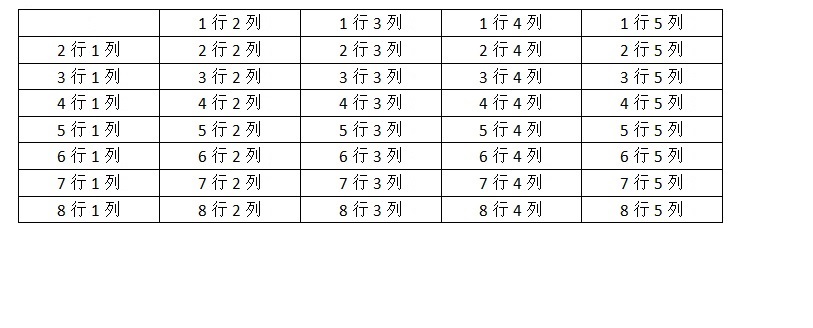 1行2列 1行3列 1行4列 1行5列
2行1列 2行2列 2行3列 2行4列 2行5列
3行1列 3行2列 3行3列 3行4列 3行5列
4行1列 4行2列 4行3列 4行4列 4行5列
5行1列 5行2列 5行3列 5行4列 5行5列
6行1列 6行2列 6行3列 6行4列 6行5列
7行1列 7行2列 7行3列 7行4列 7行5列
8行1列 8行2列 8行3列 8行4列 8行5列